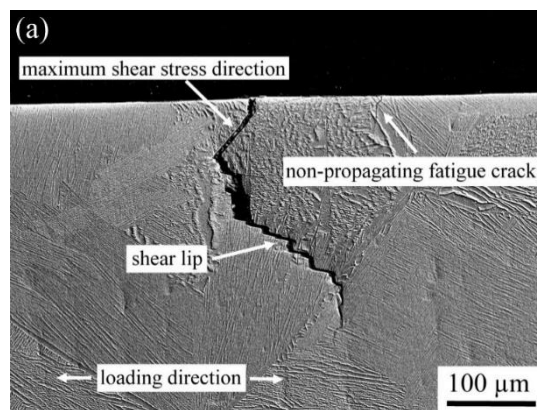 (a)
maximum shear stress direction
non-propagating fatigue crack
shear lip
loading direction
100 µm